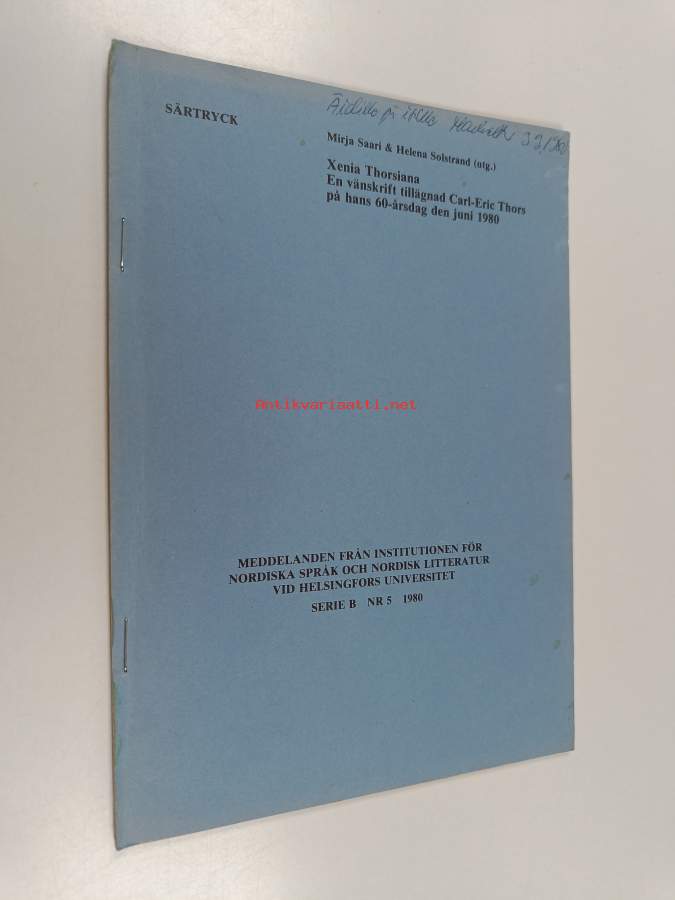 SÄRTRYCK
Mirja Saari & Helena Solstrand (utg.)
Xenia Thorsiana
En vänskrift tillägnad Carl-Eric Thors
på hans 60-årsdag den juni 1980
Antikvariaatti.net
MEDDELANDEN FRÅN INSTITUTIONEN FÖR
NORDISKA SPRÅK OCH NORDISK LITTERATUR
VID HELSINGFORS UNIVERSITET
SERIE B NR 5 1980